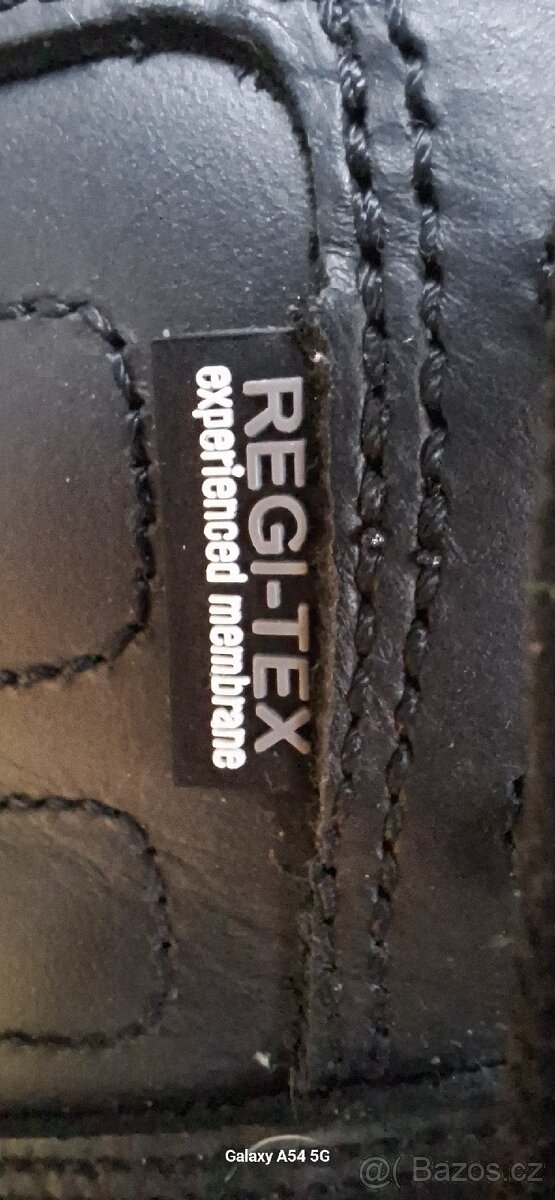 REGI-TEX
experienced membrane
Galaxy A54 5G
@( Bazos.cz